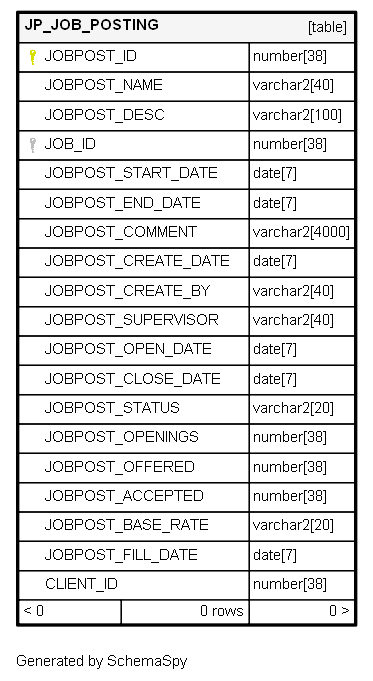 JP_JOB_POSTING [table]
JOBPOST_ID number[38]
JOBPOST_NAME varchar2[40]
JOBPOST_DESC varchar2[100]
JOB_ID number[38]
JOBPOST_START_DATE date[7]
JOBPOST_END_DATE date[7]
JOBPOST_COMMENT varchar2[4000]
JOBPOST_CREATE_DATE date[7]
JOBPOST_CREATE_BY varchar2[40]
JOBPOST_SUPERVISOR varchar2[40]
JOBPOST_OPEN_DATE date[7]
JOBPOST_CLOSE_DATE date[7]
JOBPOST_STATUS varchar2[20]
JOBPOST_OPENINGS number[38]
JOBPOST_OFFERED number[38]
JOBPOST_ACCEPTED number[38]
JOBPOST_BASE_RATE varchar2[20]
JOBPOST_FILL_DATE date[7]
CLIENT_ID number[38]
< 0 0 rows 0 >
Generated by SchemaSpy